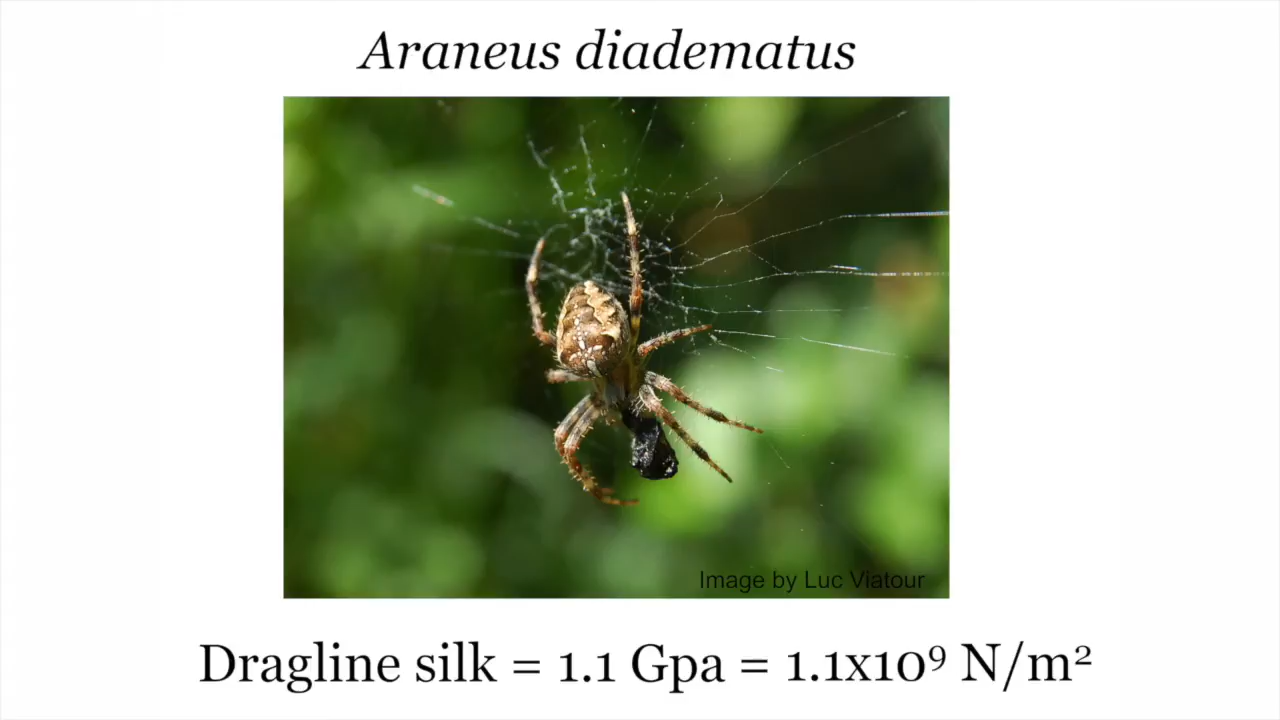 Araneus diadematus
Image by Luc Viatour
Dragline silk = 1.1 Gpa = 1.1x10⁹ N/m²